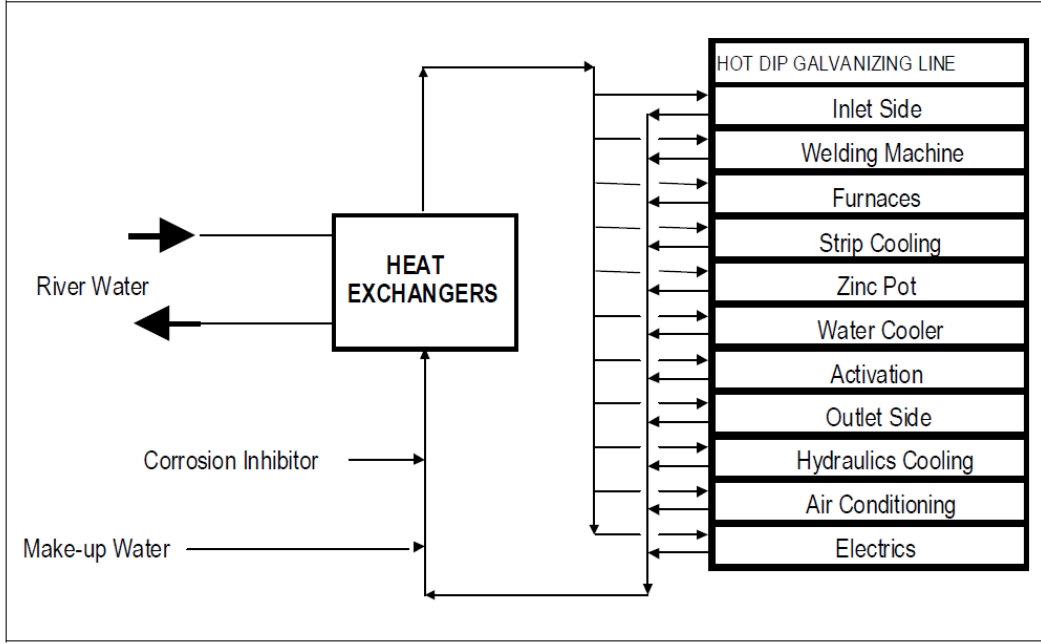 HOT DIP GALVANIZING LINE
Inlet Side
Welding Machine
Furnaces
Strip Cooling
Zinc Pot
Water Cooler
Activation
Outlet Side
Hydraulics Cooling
Air Conditioning
Electrics
HEAT
EXCHANGERS
River Water
Corrosion Inhibitor
Make-up Water